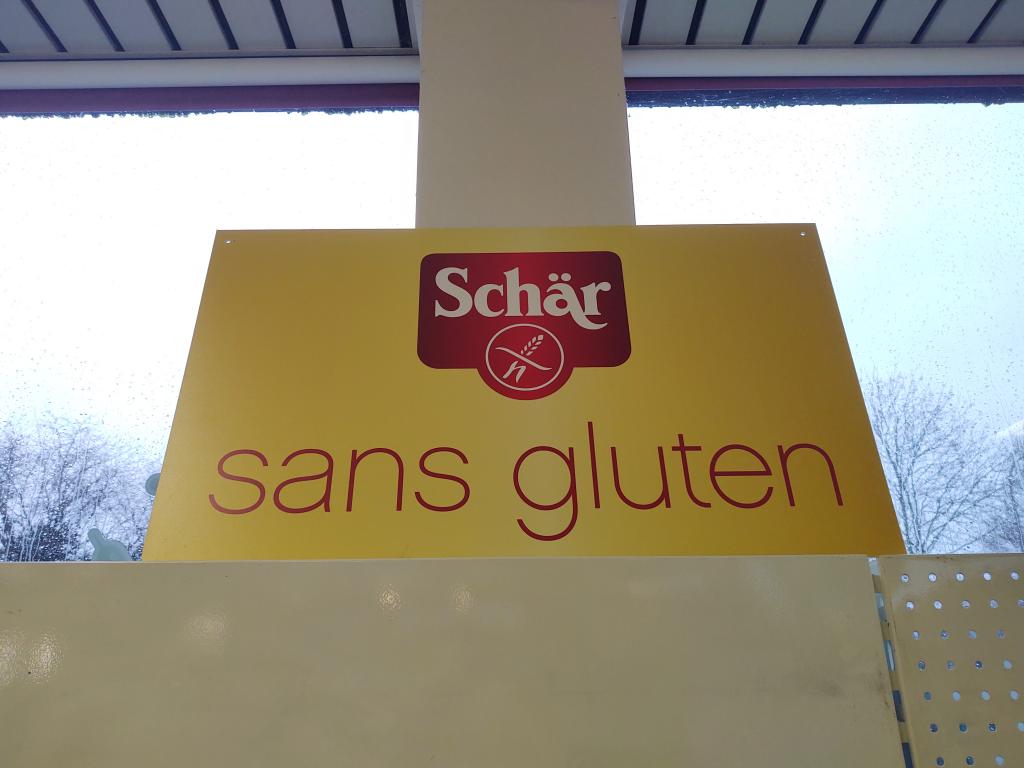 Schär
sans gluten